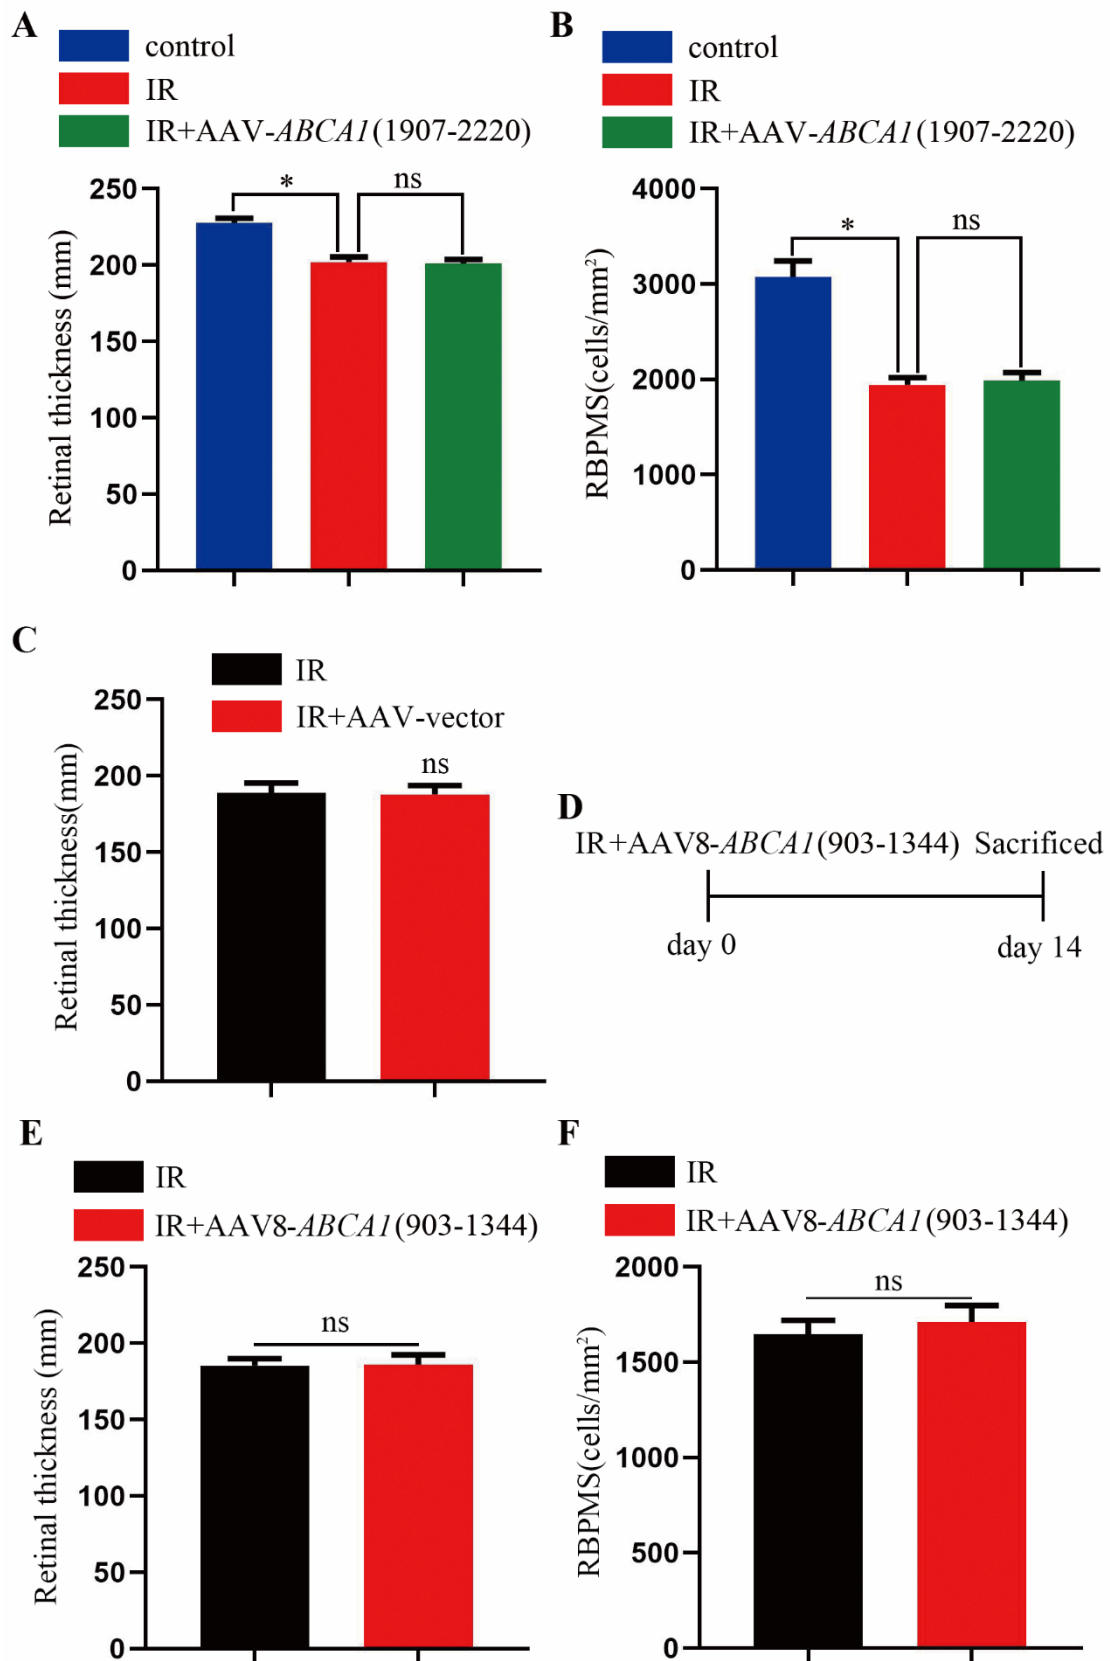 A
control
IR
IR+AAV-ABCA1(1907-2220)
Retinal thickness (mm)
250
200
150
100
50
0
*
ns
B
control
IR
IR+AAV-ABCA1(1907-2220)
RBPMS(cells/mm²)
4000
3000
2000
1000
0
*
ns
C
IR
IR+AAV-vector
Retinal thickness(mm)
250
200
150
100
50
0
ns
D
IR+AAV8-ABCA1(903-1344) Sacrificed
day 0 day 14
E
IR
IR+AAV8-ABCA1(903-1344)
Retinal thickness (mm)
250
200
150
100
50
0
ns
F
IR
IR+AAV8-ABCA1(903-1344)
RBPMS(cells/mm²)
2000
1500
1000
500
0
ns